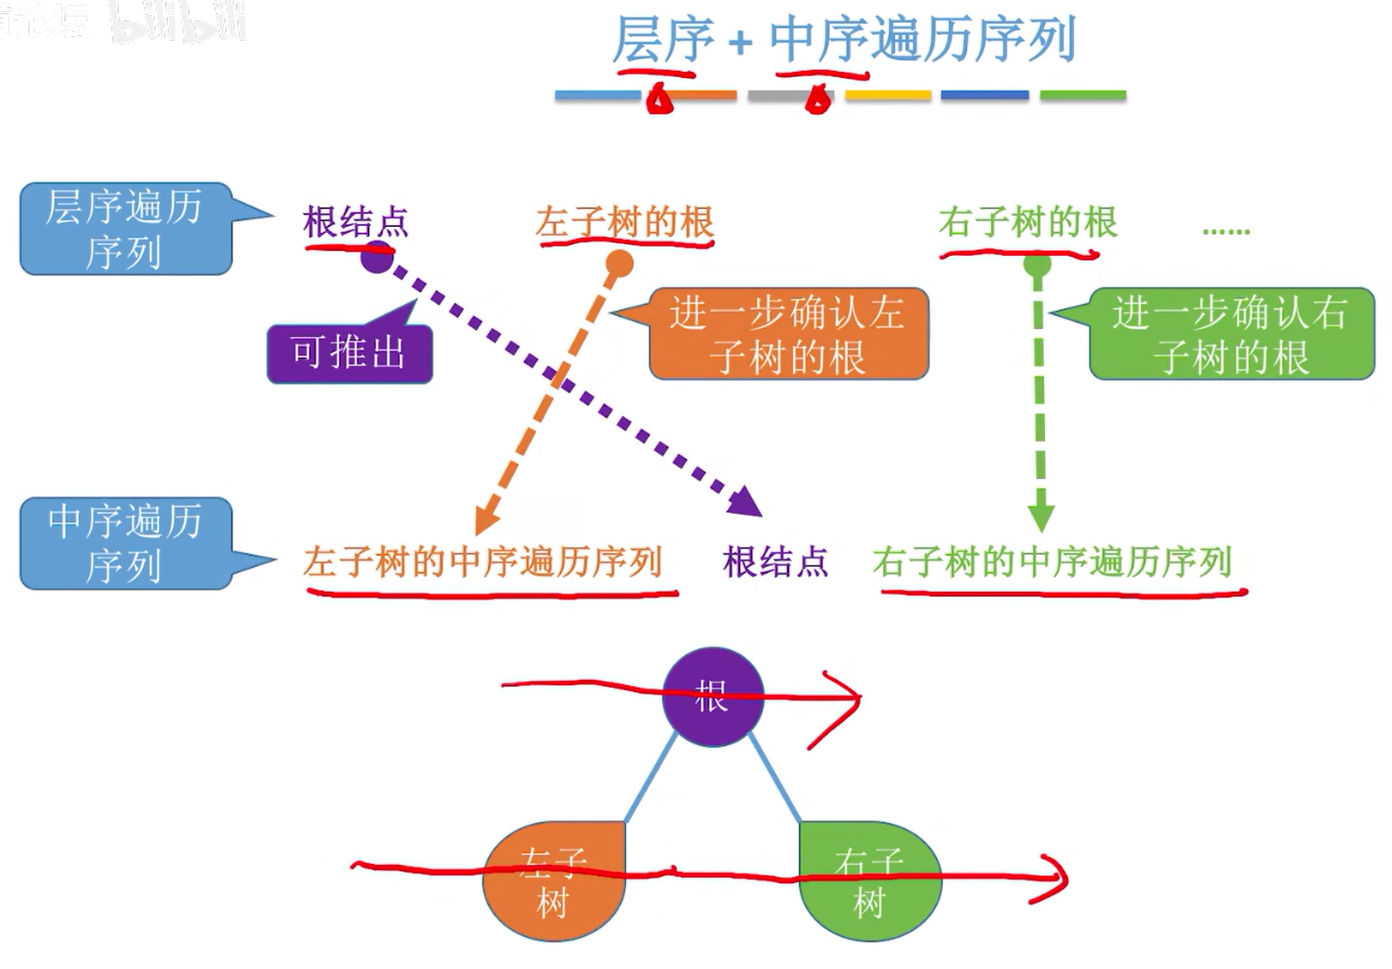 bilibili
层序 + 中序遍历序列
层序遍历
序列
根结点
左子树的根
右子树的根
......
可推出
进一步确认左
子树的根
进一步确认右
子树的根
中序遍历
序列
左子树的中序遍历序列
根结点
右子树的中序遍历序列
根
左子
树
右子
树